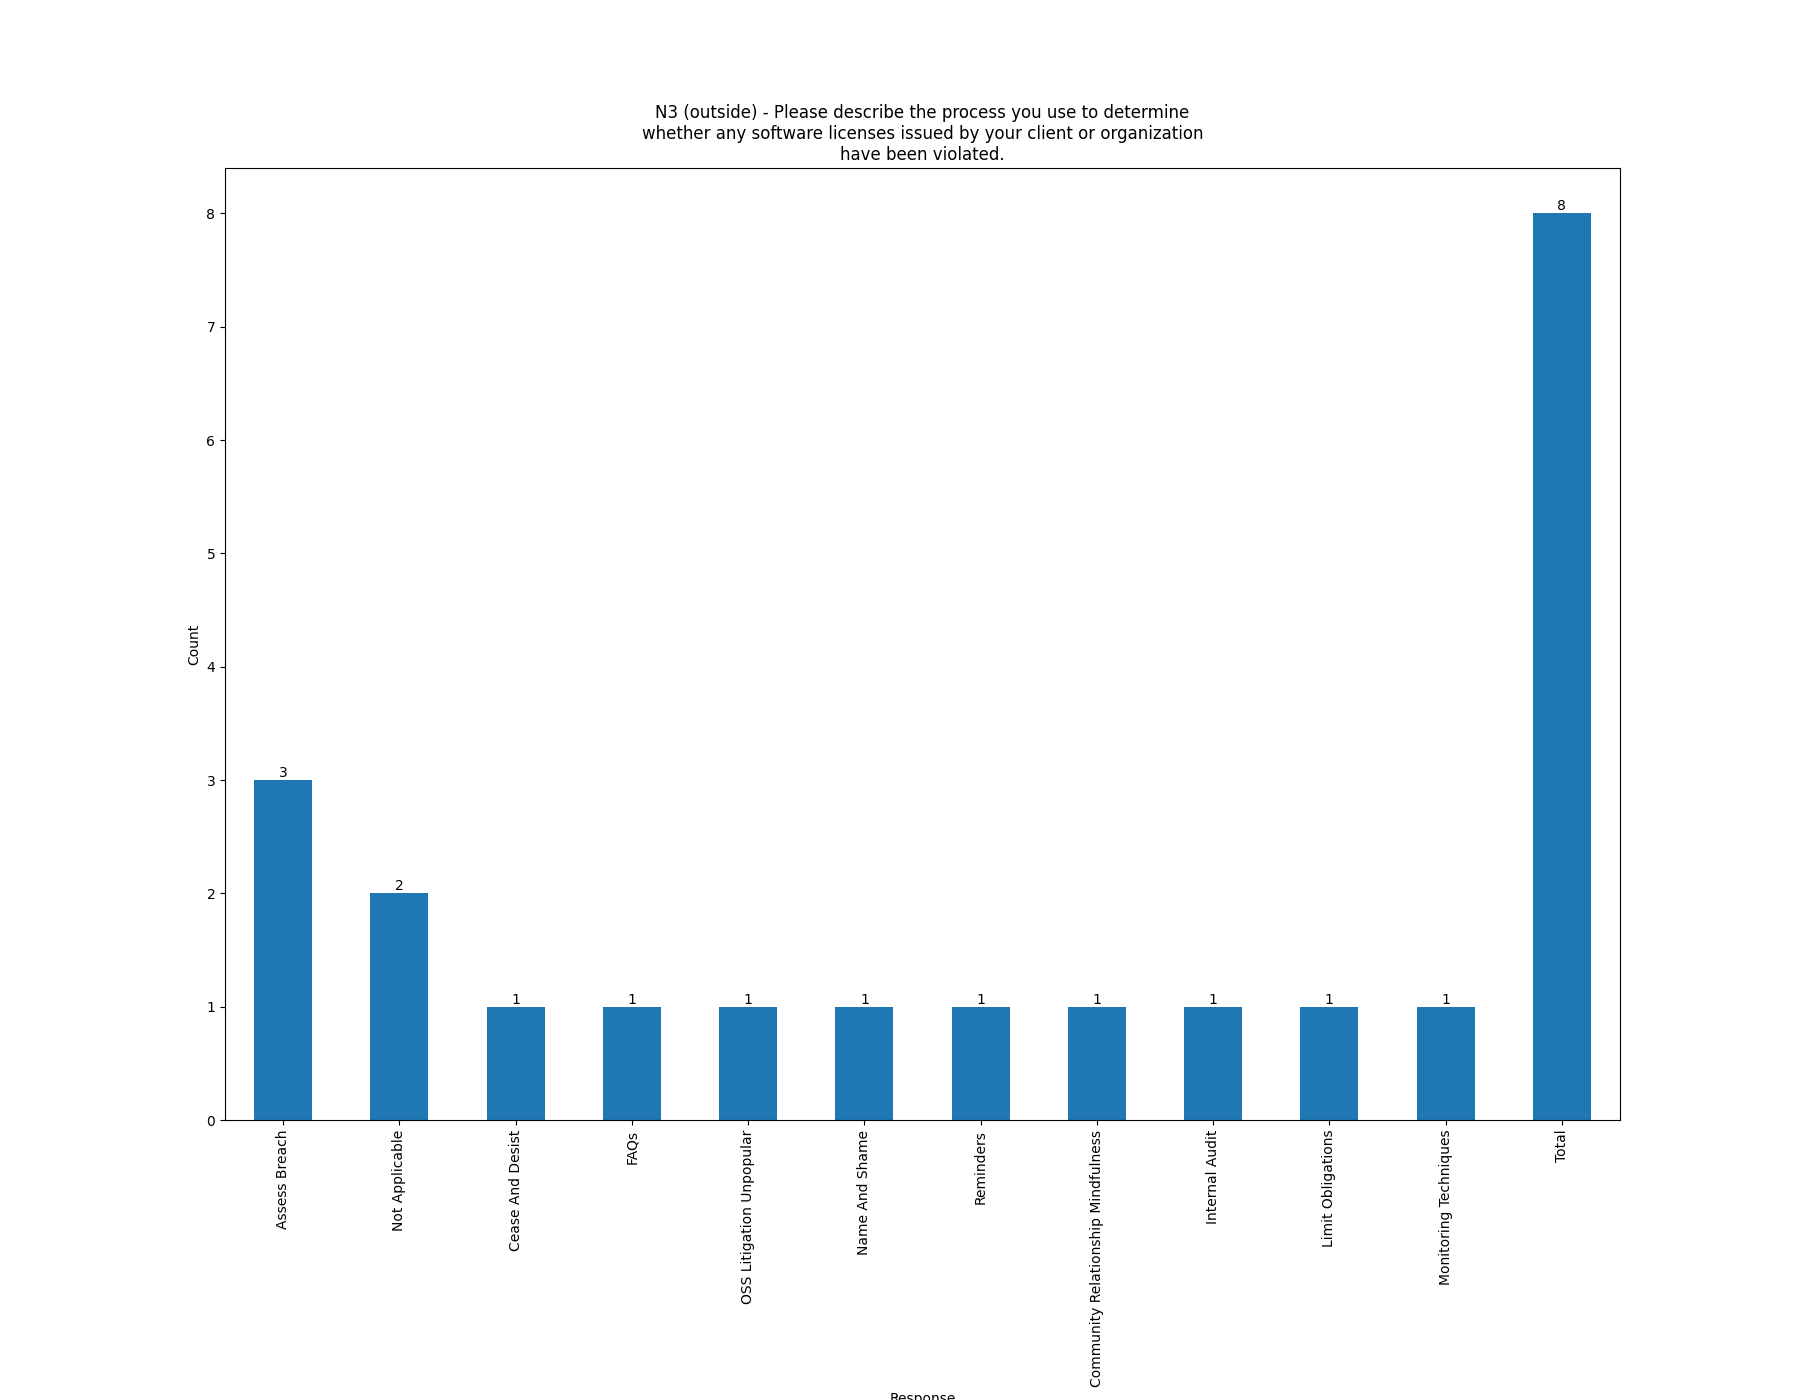 N3 (outside) - Please describe the process you use to determine
whether any software licenses issued by your client or organization
have been violated.
Count
8
7
6
5
4
3
2
1
0
3
2
1
1
1
1
1
1
1
1
1
8
Assess Breach
Not Applicable
Cease And Desist
FAQs
OSS Litigation Unpopular
Name And Shame
Reminders
Community Relationship Mindfulness
Internal Audit
Limit Obligations
Monitoring Techniques
Total
Response